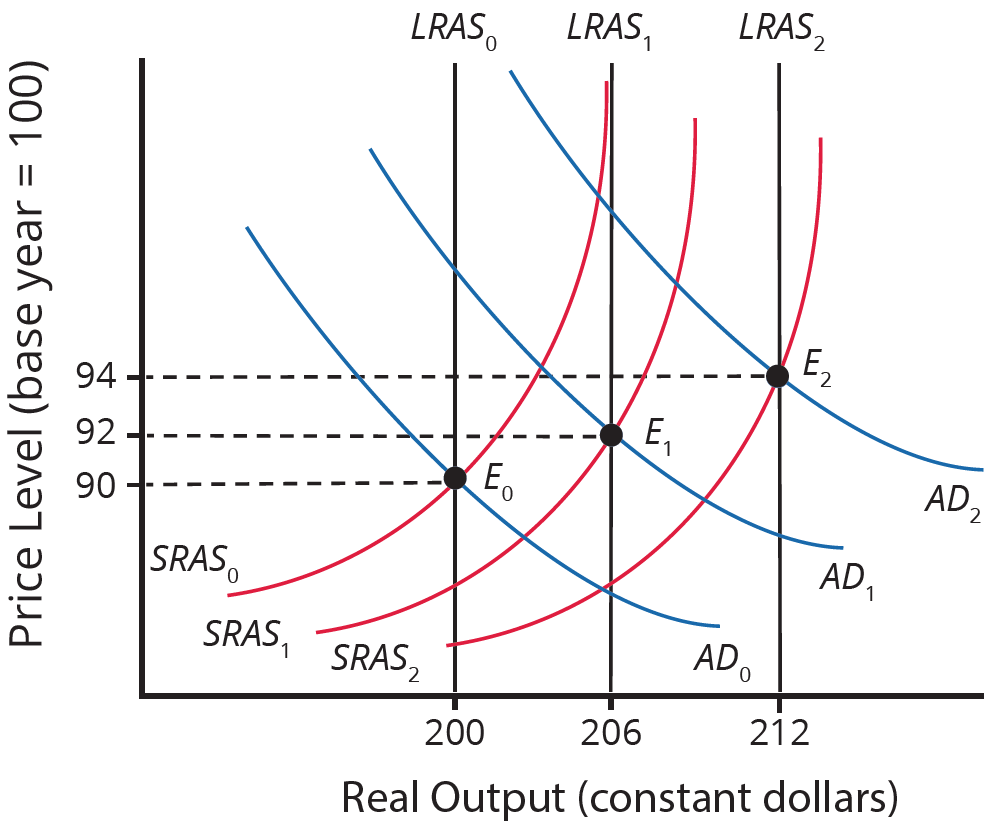 LRAS0 LRAS1 LRAS2
Price Level (base year = 100)
94
92
90
E2
E1
E0
AD2
SRAS0
AD1
SRAS1
SRAS2
AD0
200 206 212
Real Output (constant dollars)